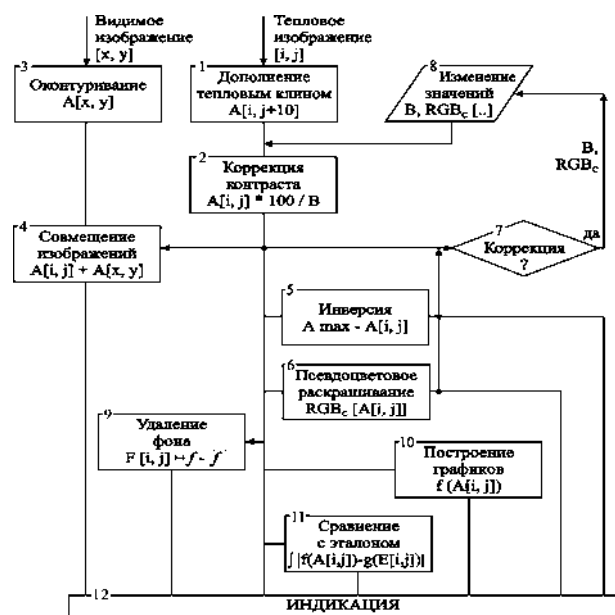 Видимое
изображение
[x, y]
Тепловое
изображение
[i, j]
3
Оконтуривание
A[x, y]
1
Дополнение
тепловым клином
A[i, j+10]
8
Изменение
значений
B, RGBc [..]
2
Коррекция
контраста
A[i, j] * 100 / B
B,
RGBc
4
Совмещение
изображений
A[i, j] + A[x, y]
7
да
Коррекция
?
5
Инверсия
A max - A[i, j]
6
Псевдоцветовое
раскрашивание
RGBc [A[i, j]]
9
Удаление
фона
F [i, j] ↦ f - f
10
Построение
графиков
f (A[i, j])
11
Сравнение
с эталоном
∫|f(A[i,j])-g(E[i,j])|
12
ИНДИКАЦИЯ